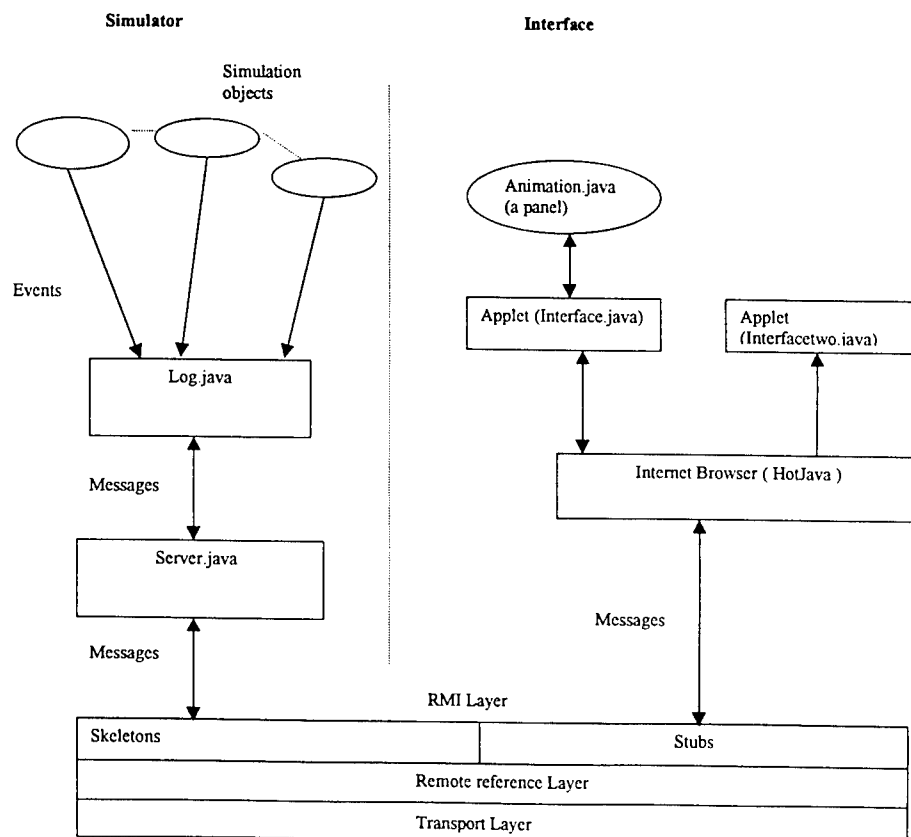 Simulator
Interface
Simulation
objects
Animation.java
(a panel)
Events
Applet (Interface.java)
Applet
(Interfacetwo.java)
Log.java
Messages
Internet Browser ( HotJava )
Server.java
Messages
Messages
RMI Layer
Skeletons
Stubs
Remote reference Layer
Transport Layer